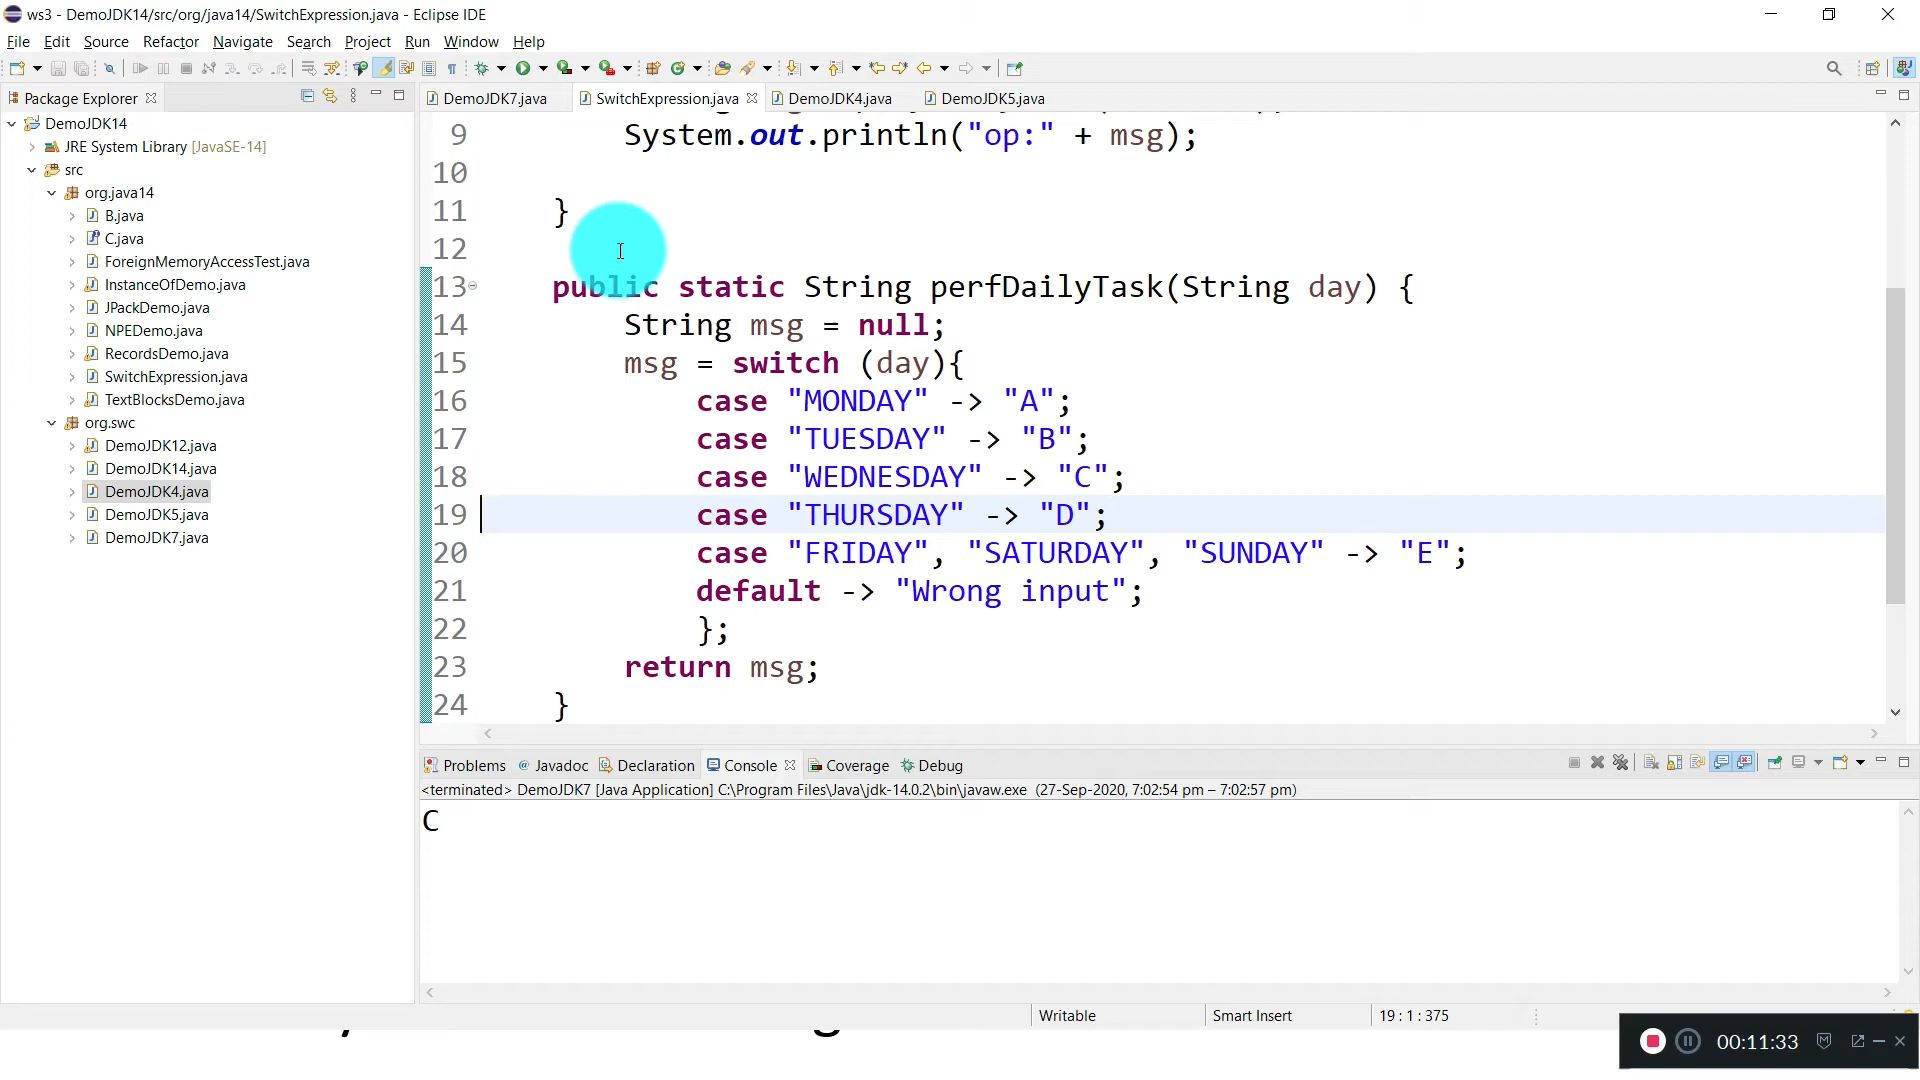 ws3 - DemoJDK14/src/org/java14/SwitchExpression.java - Eclipse IDE
File Edit Source Refactor Navigate Search Project Run Window Help
Package Explorer
DemoJDK14
JRE System Library [JavaSE-14]
src
org.java14
B.java
C.java
ForeignMemoryAccessTest.java
InstanceOfDemo.java
JPackDemo.java
NPEDemo.java
RecordsDemo.java
SwitchExpression.java
TextBlocksDemo.java
org.swc
DemoJDK12.java
DemoJDK14.java
DemoJDK4.java
DemoJDK5.java
DemoJDK7.java
DemoJDK7.java SwitchExpression.java DemoJDK4.java DemoJDK5.java
9 System.out.println("op:" + msg);
10
11 }
12
13 public static String perfDailyTask(String day) {
14 String msg = null;
15 msg = switch (day){
16 case "MONDAY" -> "A";
17 case "TUESDAY" -> "B";
18 case "WEDNESDAY" -> "C";
19 case "THURSDAY" -> "D";
20 case "FRIDAY", "SATURDAY", "SUNDAY" -> "E";
21 default -> "Wrong input";
22 };
23 return msg;
24 }
Problems @ Javadoc Declaration Console Coverage Debug
<terminated> DemoJDK7 [Java Application] C:\Program Files\Java\jdk-14.0.2\bin\javaw.exe (27-Sep-2020, 7:02:54 pm – 7:02:57 pm)
C
Writable Smart Insert 19 : 1 : 375
00:11:33